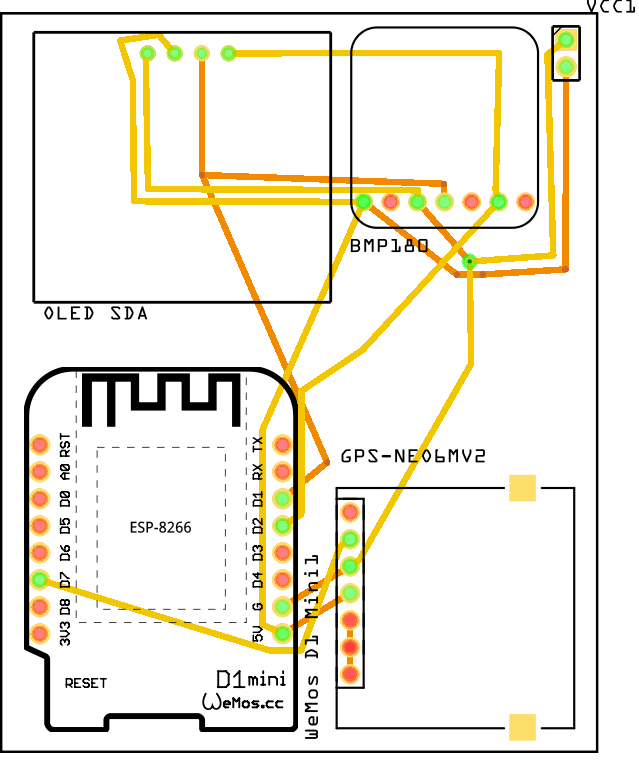 VCC1
BMP180
OLED SDA
GPS-NEO6MV2
RST
A0
D0
D5
D6
D7
D8
3V3
TX
RX
D1
D2
D3
D4
G
5V
ESP-8266
RESET
D1mini
WeMos.cc
WeMos D1 Mini1